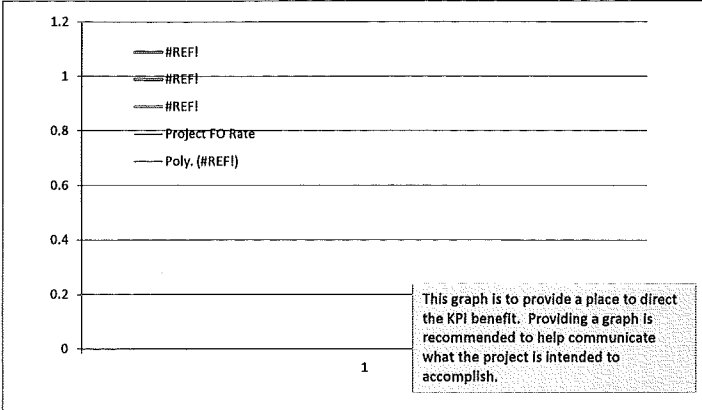 1.2
1
0.8
0.6
0.4
0.2
0
#REF!
#REF!
#REF!
Project FO Rate
Poly. (#REF!)
1
This graph is to provide a place to direct
the KPI benefit. Providing a graph is
recommended to help communicate
what the project is intended to
accomplish.